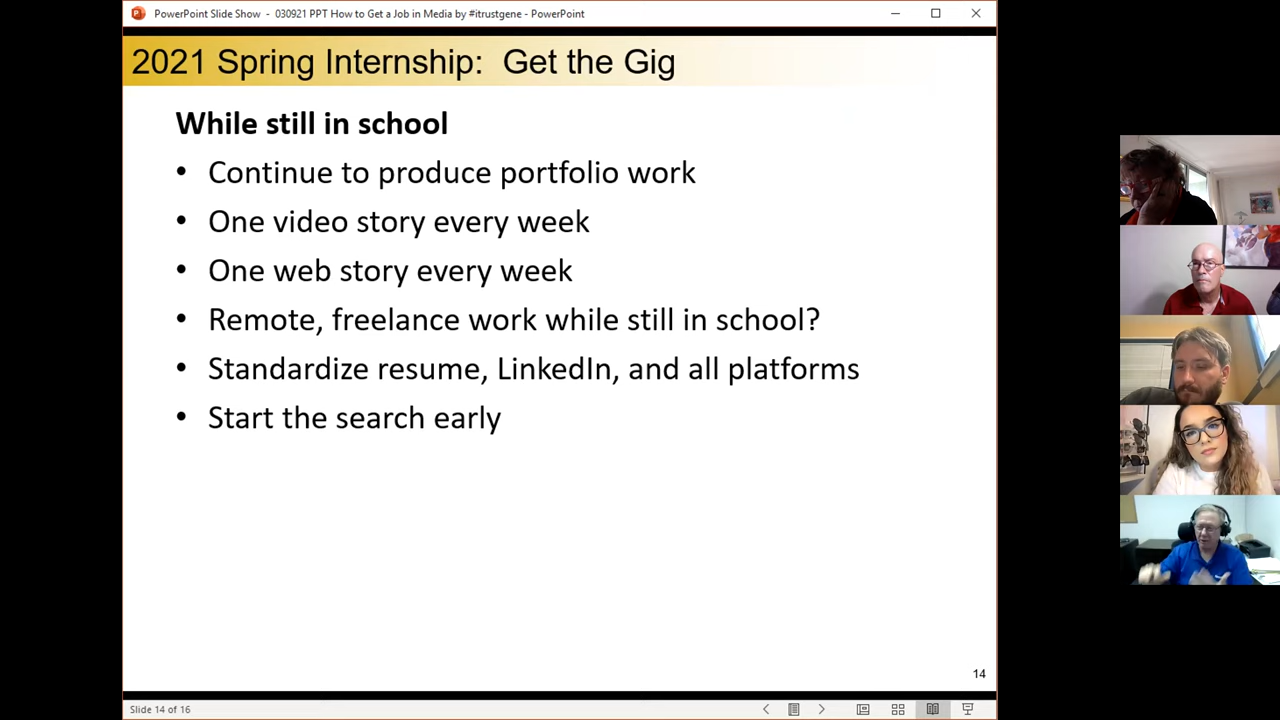 PowerPoint Slide Show - 030921 PPT How to Get a Job in Media by #itrustgene - PowerPoint
2021 Spring Internship: Get the Gig
While still in school
• Continue to produce portfolio work
• One video story every week
• One web story every week
• Remote, freelance work while still in school?
• Standardize resume, LinkedIn, and all platforms
• Start the search early
14
Slide 14 of 16